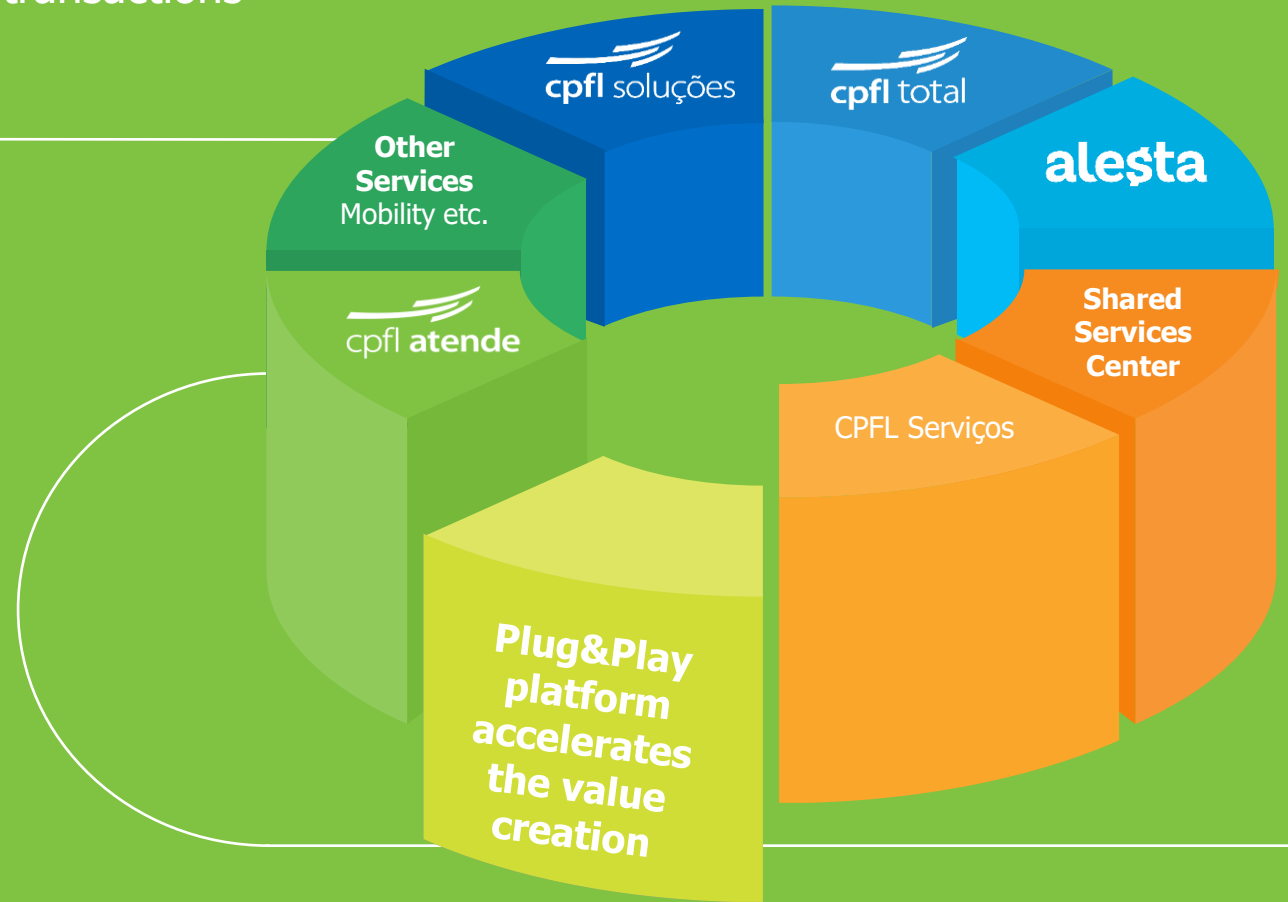 transactions
cpfl soluções
cpfl total
Other
Services
Mobility etc.
alesta
cpfl atende
Shared
Services
Center
CPFL Serviços
Plug&Play
platform
accelerates
the value
creation